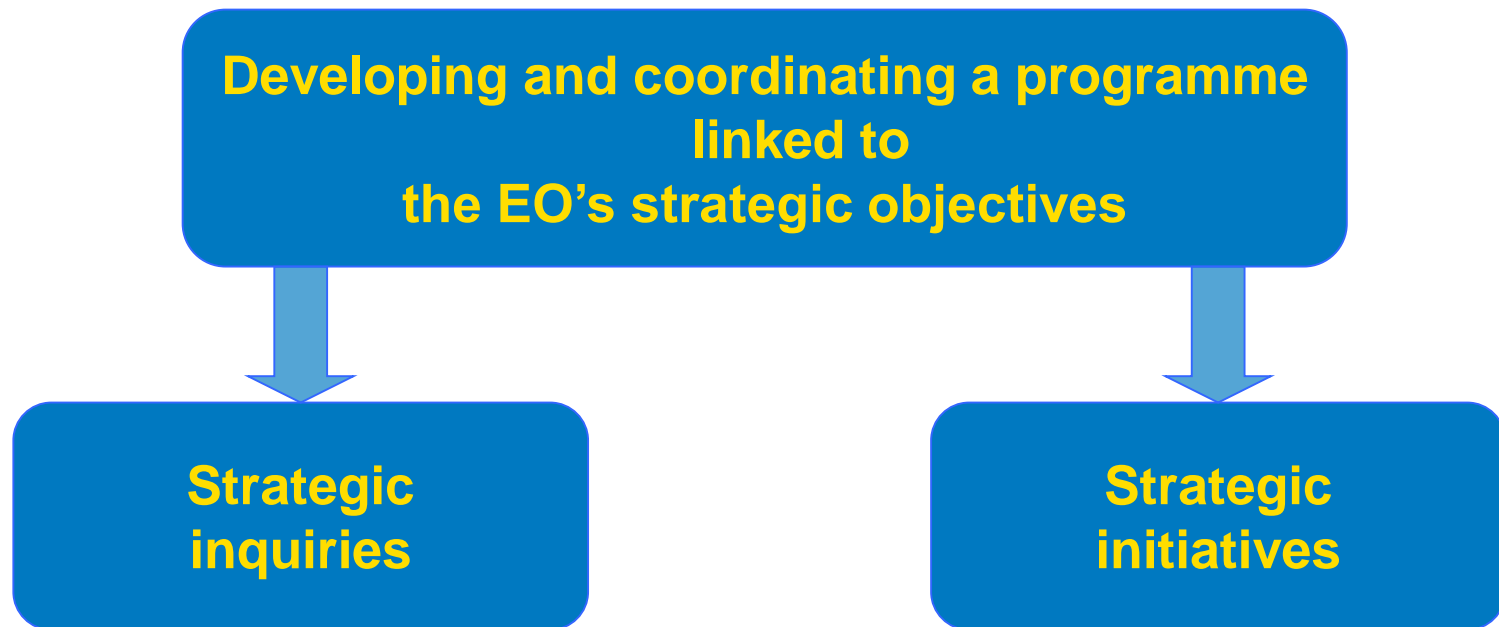 Developing and coordinating a programme
linked to
the EO’s strategic objectives
Strategic
inquiries
Strategic
initiatives